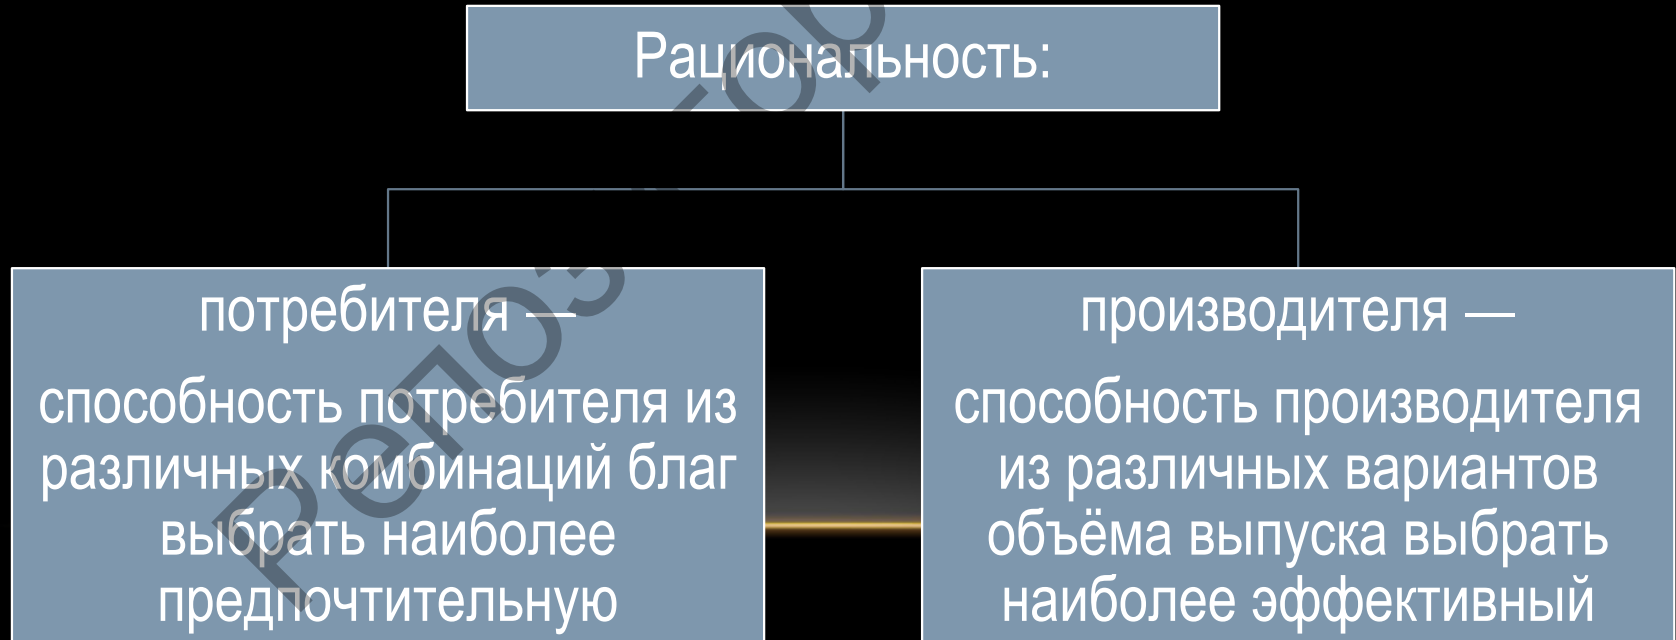 Рациональность:
потребителя —
способность потребителя из
различных комбинаций благ
выбрать наиболее
предпочтительную
производителя —
способность производителя
из различных вариантов
объёма выпуска выбрать
наиболее эффективный